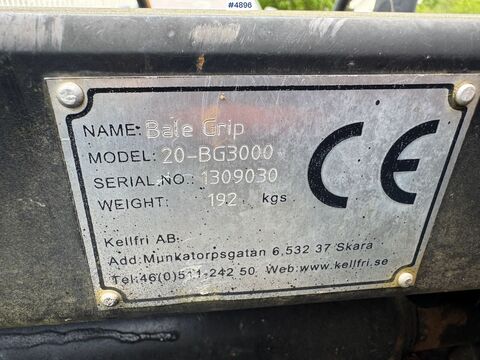 #4896
NAME: Bale Grip
MODEL: 20-BG3000
SERIAL.NO.: 1309030
WEIGHT: 192 kgs
CE
Kellfri AB.
Add:Munkatorpsgatan 6,532 37 Skara
Tel:46(0)511-242 50 Web:www.kellfri.se